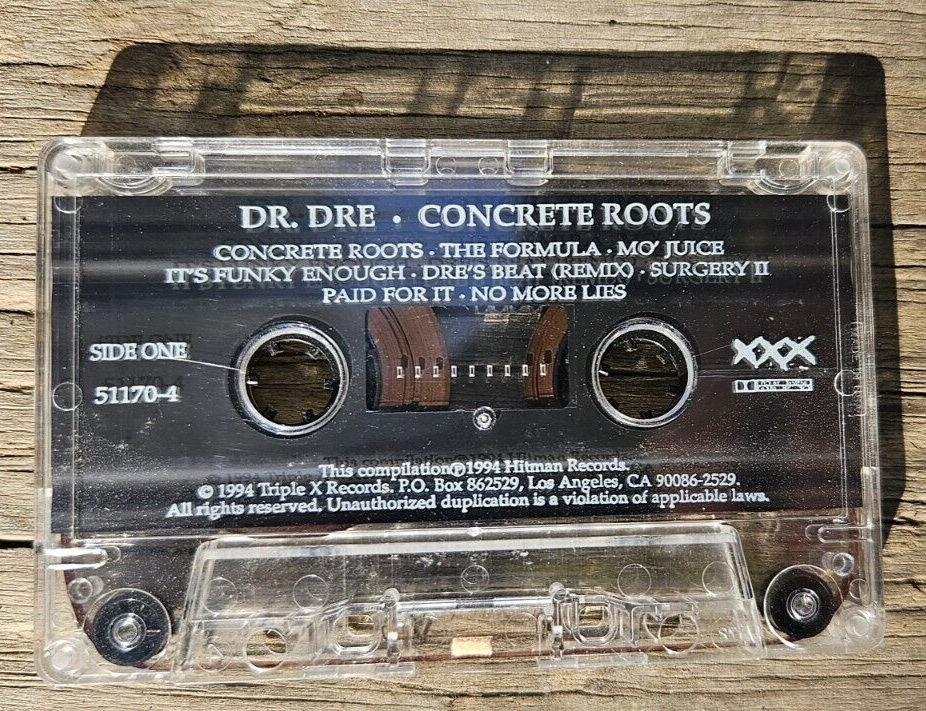 DR. DRE · CONCRETE ROOTS
CONCRETE ROOTS · THE FORMULA · MO' JUICE
IT'S FUNKY ENOUGH · DRE'S BEAT (REMIX) · SURGERY II
PAID FOR IT · NO MORE LIES
SIDE ONE
XXX
51170-4
This compilation℗1994 Hitman Records.
© 1994 Triple X Records. P.O. Box 862529, Los Angeles, CA 90086-2529.
All rights reserved. Unauthorized duplication is a violation of applicable laws.